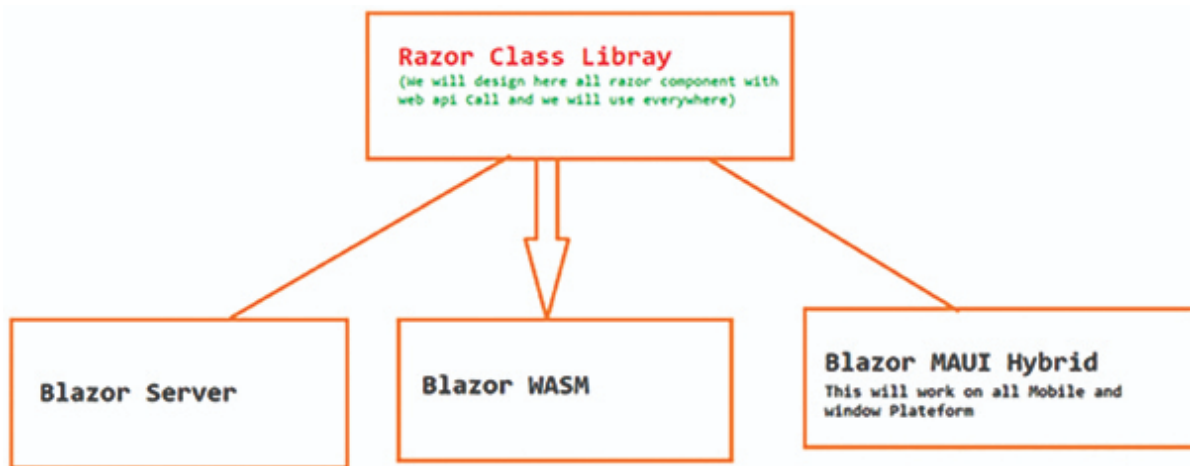 Razor Class Libray
(We will design here all razor component with
web api Call and we will use everywhere)
Blazor Server
Blazor WASM
Blazor MAUI Hybrid
This will work on all Mobile and
window Plateform